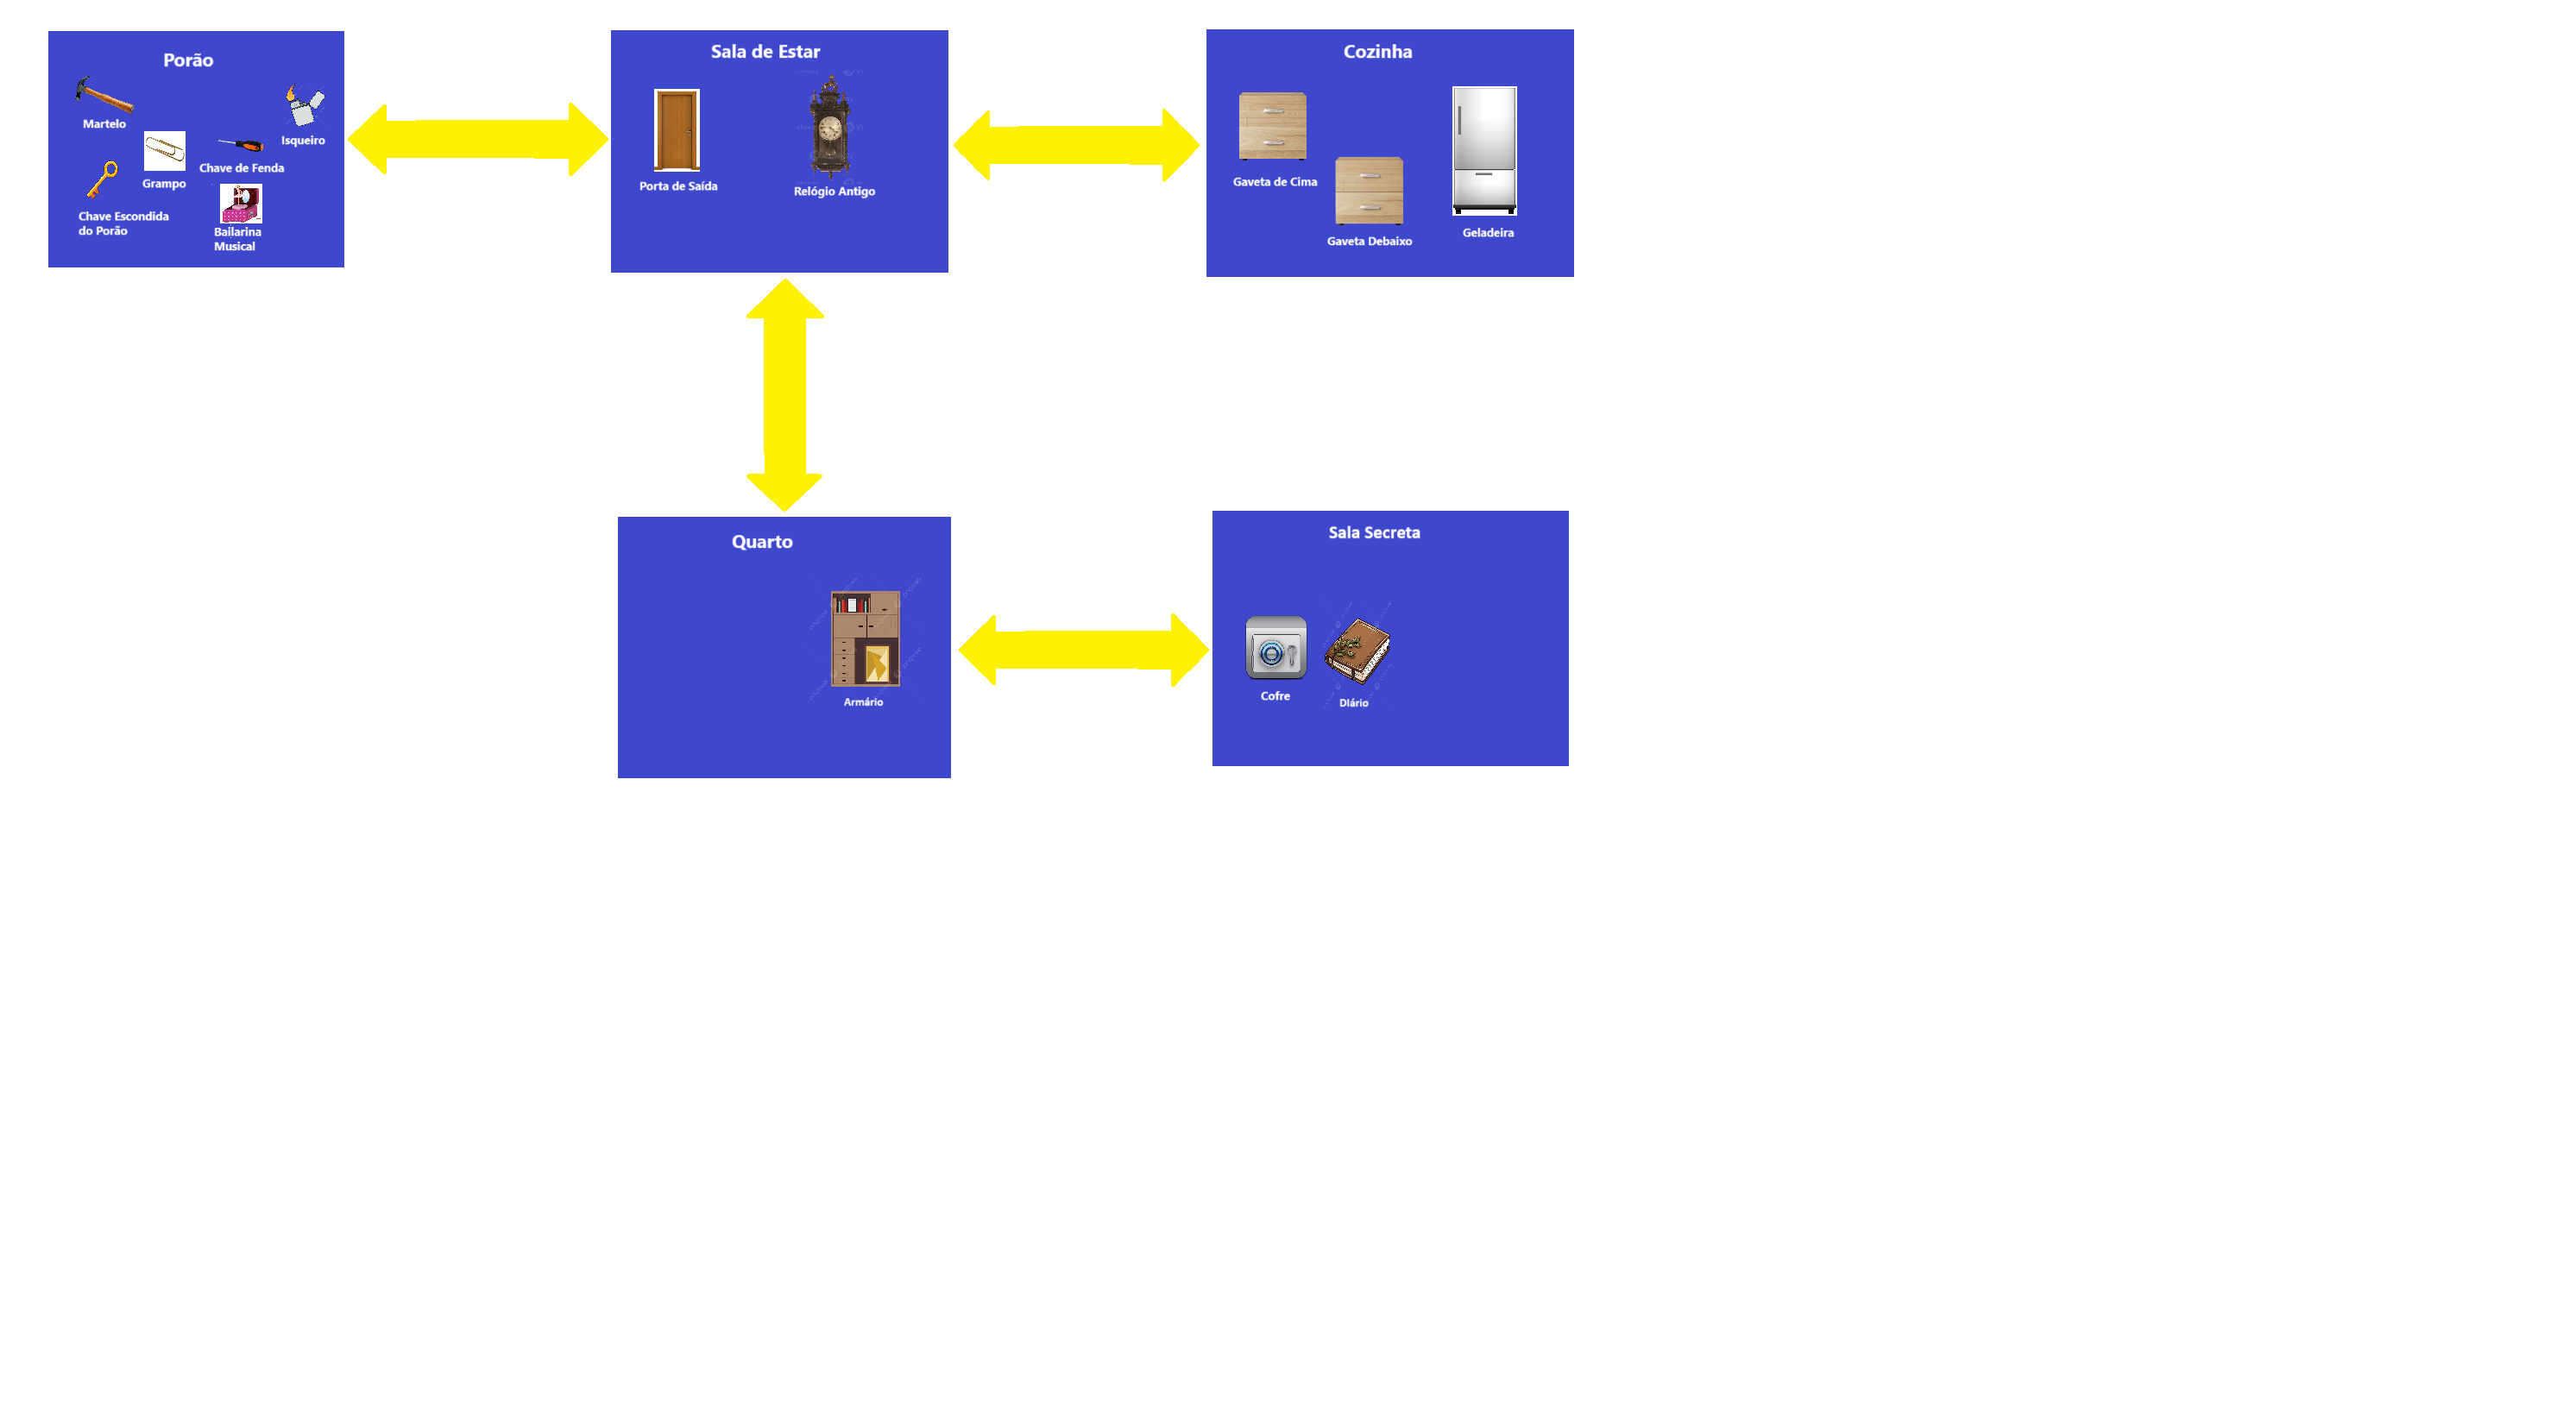 Porão
Martelo
Isqueiro
Grampo
Chave de Fenda
Chave Escondida
do Porão
Bailarina
Musical
Sala de Estar
Porta de Saída
Relógio Antigo
Cozinha
Gaveta de Cima
Gaveta Debaixo
Geladeira
Quarto
Armário
Sala Secreta
Cofre
DIário